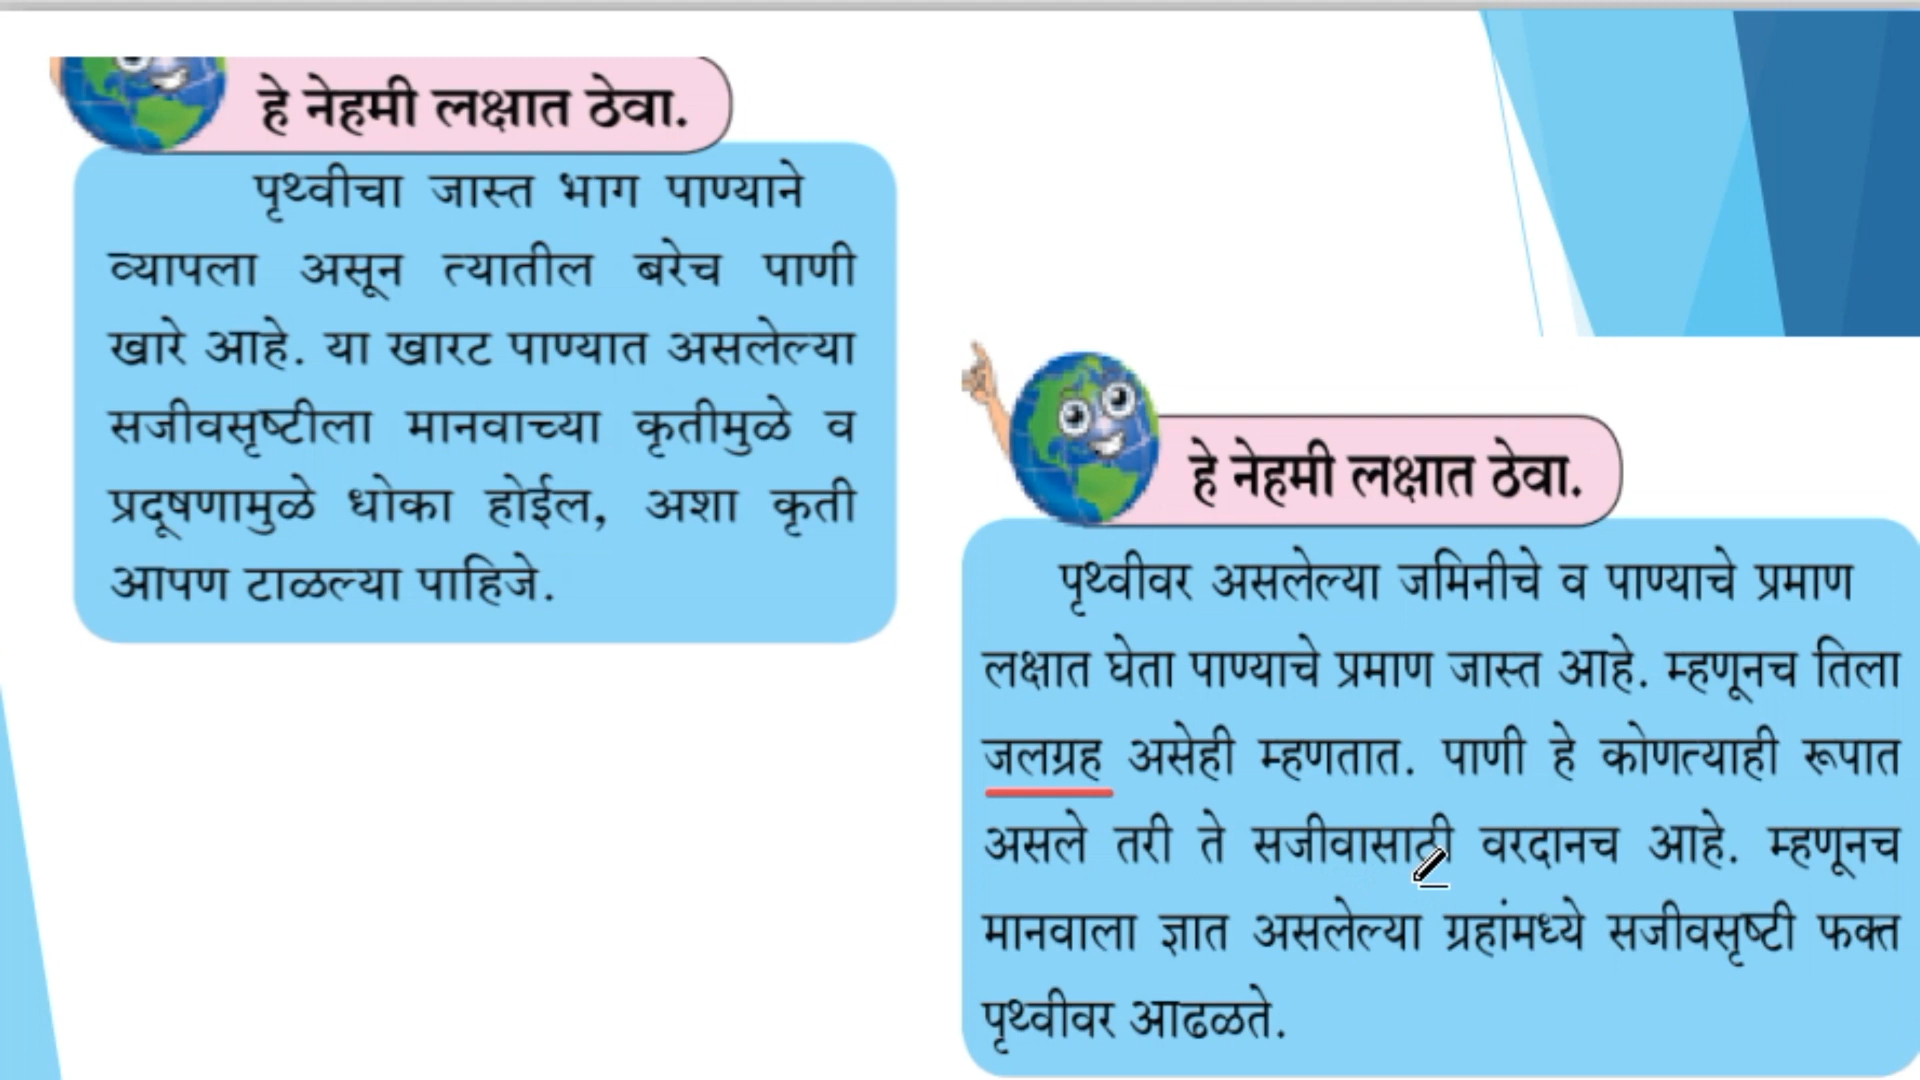 हे नेहमी लक्षात ठेवा.
पृथ्वीचा जास्त भाग पाण्याने
व्यापला असून त्यातील बरेच पाणी
खारे आहे. या खारट पाण्यात असलेल्या
सजीवसृष्टीला मानवाच्या कृतीमुळे व
प्रदूषणामुळे धोका होईल, अशा कृती
आपण टाळल्या पाहिजे.
हे नेहमी लक्षात ठेवा.
पृथ्वीवर असलेल्या जमिनीचे व पाण्याचे प्रमाण
लक्षात घेता पाण्याचे प्रमाण जास्त आहे. म्हणूनच तिला
जलग्रह असेही म्हणतात. पाणी हे कोणत्याही रूपात
असले तरी ते सजीवासाठी वरदानच आहे. म्हणूनच
मानवाला ज्ञात असलेल्या ग्रहांमध्ये सजीवसृष्टी फक्त
पृथ्वीवर आढळते.